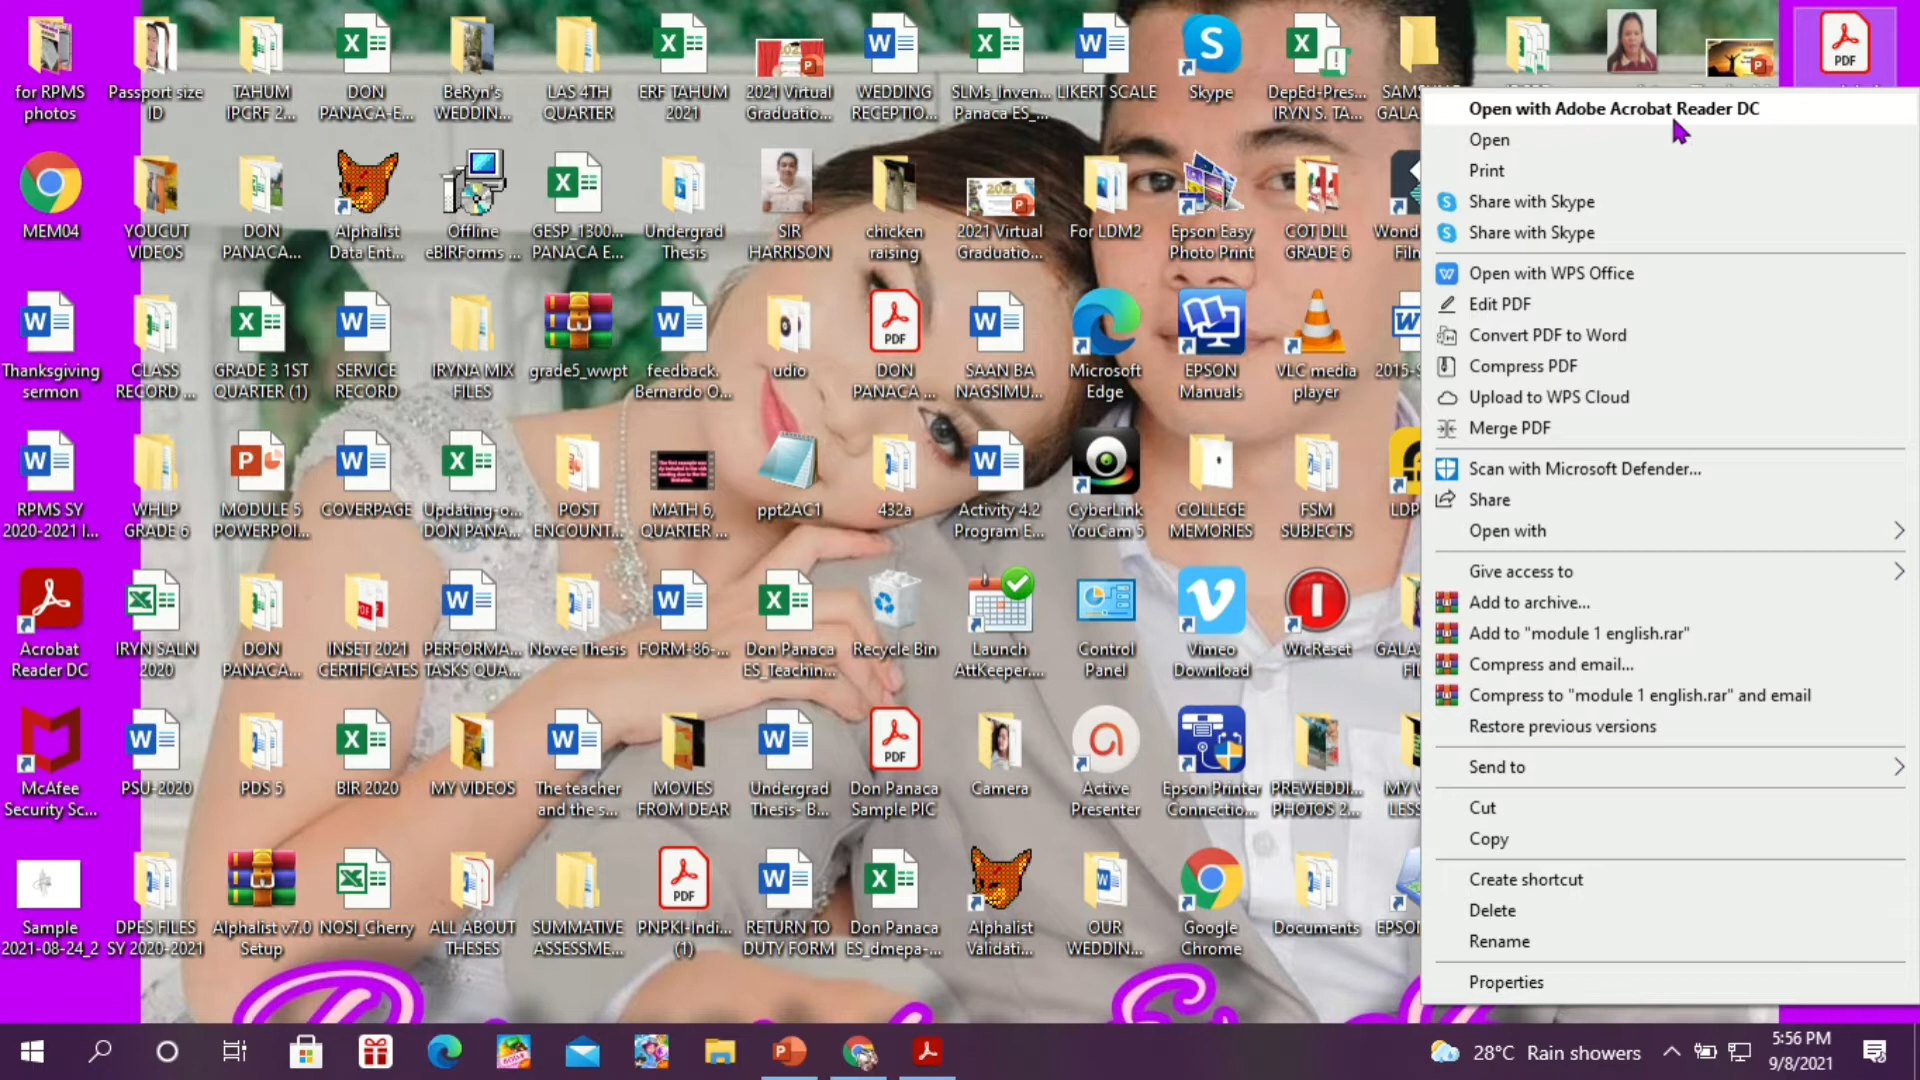 for RPMS
photos
Passport size
ID
TAHUM
IPCRF 2...
DON
PANACA-E...
BeRyn's
WEDDIN...
LAS 4TH
QUARTER
ERF TAHUM
2021
2021 Virtual
Graduatio...
WEDDING
RECEPTIO...
SLMs_Inven...
Panaca ES_...
LIKERT SCALE
Skype
DepEd-Pres...
IRYN S. TA...
SAMS
GALA
PDF
MEM04
YOUCUT
VIDEOS
DON
PANACA...
Alphalist
Data Ent...
Offline
eBIRForms ...
GESP_1300...
PANACA E...
Undergrad
Thesis
SIR
HARRISON
chicken
raising
2021 Virtual
Graduatio...
For LDM2
Epson Easy
Photo Print
COT DLL
GRADE 6
Wond
Film
Thanksgiving
sermon
CLASS
RECORD ...
GRADE 3 1ST
QUARTER (1)
SERVICE
RECORD
IRYNA MIX
FILES
grade5_wwpt
feedback.
Bernardo O...
udio
PDF
DON
PANACA ...
SAAN BA
NAGSIMU...
Microsoft
Edge
EPSON
Manuals
VLC media
player
2015-S
RPMS SY
2020-2021 I...
WHLP
GRADE 6
MODULE 5
POWERPOI...
COVERPAGE
Updating-o...
DON PANA...
POST
ENCOUNT...
MATH 6,
QUARTER ...
ppt2AC1
432a
Activity 4.2
Program E...
CyberLink
YouCam 5
COLLEGE
MEMORIES
FSM
SUBJECTS
LDP
Acrobat
Reader DC
IRYN SALN
2020
DON
PANACA...
INSET 2021
CERTIFICATES
PERFORMA...
TASKS QUA...
Novee Thesis
FORM-86-...
Don Panaca
ES_Teachin...
Recycle Bin
Launch
AttKeeper....
Control
Panel
Vimeo
Download
WicReset
GALA
McAfee
Security Sc...
PSU-2020
PDS 5
BIR 2020
MY VIDEOS
The teacher
and the s...
MOVIES
FROM DEAR
Undergrad
Thesis- B...
PDF
Don Panaca
Sample PIC
Camera
Active
Presenter
Epson Printer
Connectio...
PREWEDDI...
PHOTOS 2...
MY V
LESS
Sample
2021-08-24_2
DPES FILES
SY 2020-2021
Alphalist v7.0
Setup
NOSI_Cherry
ALL ABOUT
THESES
SUMMATIVE
ASSESSME...
PDF
PNPKI-Indi...
(1)
RETURN TO
DUTY FORM
Don Panaca
ES_dmepa-...
Alphalist
Validati...
OUR
WEDDIN...
Google
Chrome
Documents
EPSON
Open with Adobe Acrobat Reader DC
Open
Print
Share with Skype
Share with Skype
Open with WPS Office
Edit PDF
Convert PDF to Word
Compress PDF
Upload to WPS Cloud
Merge PDF
Scan with Microsoft Defender...
Share
Open with
Give access to
Add to archive...
Add to "module 1 english.rar"
Compress and email...
Compress to "module 1 english.rar" and email
Restore previous versions
Send to
Cut
Copy
Create shortcut
Delete
Rename
Properties
28°C Rain showers
5:56 PM
9/8/2021